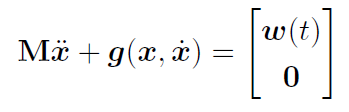 Mẍ + g(x, ẋ) = [w(t)
0]